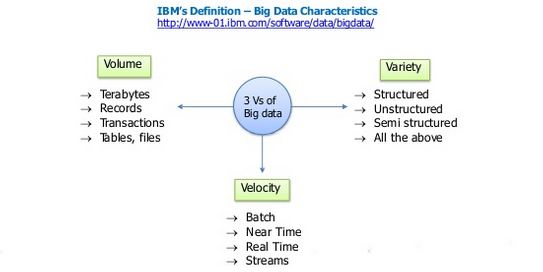 IBM's Definition – Big Data Characteristics
http://www-01.ibm.com/software/data/bigdata/
Volume
→ Terabytes
→ Records
→ Transactions
→ Tables, files
3 Vs of
Big data
Variety
→ Structured
→ Unstructured
→ Semi structured
→ All the above
Velocity
→ Batch
→ Near Time
→ Real Time
→ Streams